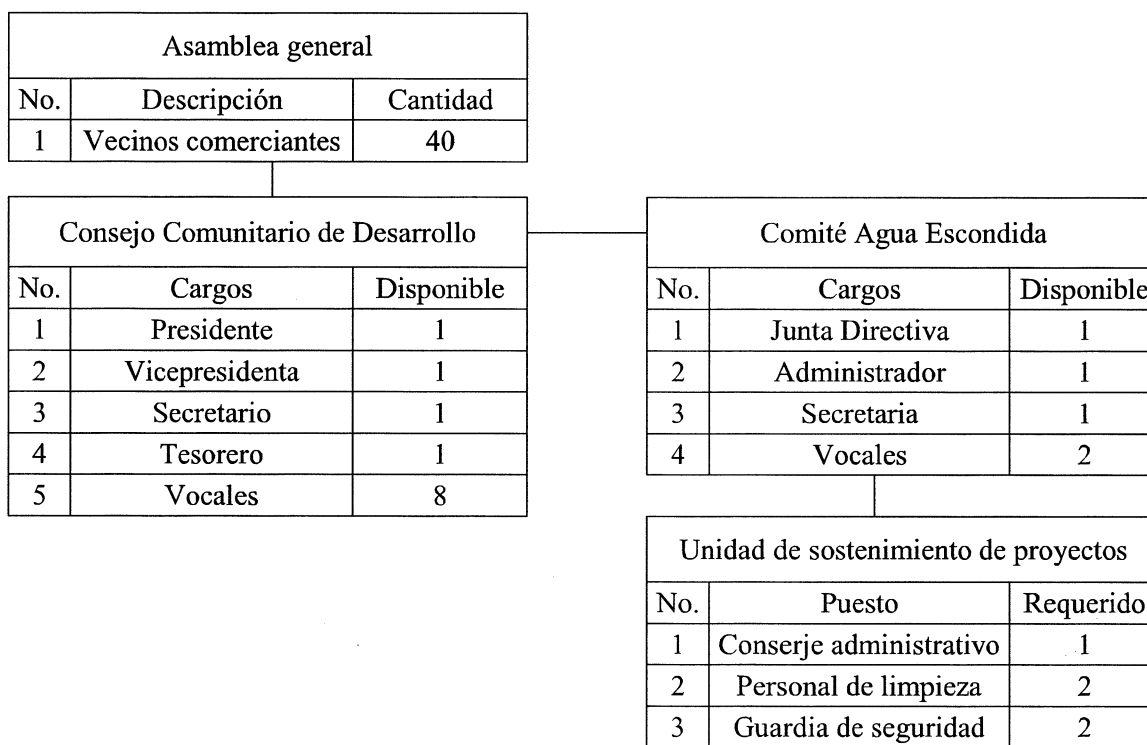 Asamblea general
No. Descripción Cantidad
1 Vecinos comerciantes 40
Consejo Comunitario de Desarrollo
No. Cargos Disponible
1 Presidente 1
2 Vicepresidenta 1
3 Secretario 1
4 Tesorero 1
5 Vocales 8
Comité Agua Escondida
No. Cargos Disponible
1 Junta Directiva 1
2 Administrador 1
3 Secretaria 1
4 Vocales 2
Unidad de sostenimiento de proyectos
No. Puesto Requerido
1 Conserje administrativo 1
2 Personal de limpieza 2
3 Guardia de seguridad 2